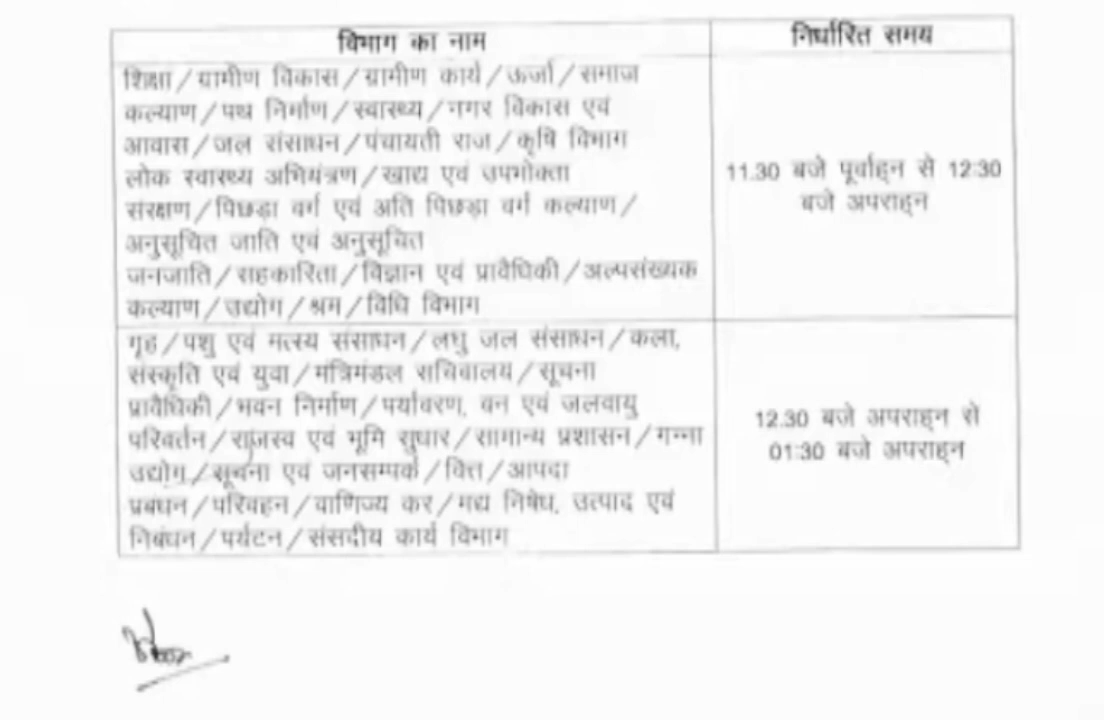 विभाग का नाम
निर्धारित समय
शिक्षा/ग्रामीण विकास/ग्रामीण कार्य/ऊर्जा/समाज
कल्याण/पथ निर्माण/स्वास्थ्य/नगर विकास एवं
आवास/जल संसाधन/पंचायती राज/कृषि विभाग
लोक स्वास्थ्य अभियंत्रण/खाद्य एवं उपभोक्ता
संरक्षण/पिछड़ा वर्ग एवं अति पिछड़ा वर्ग कल्याण/
अनुसूचित जाति एवं अनुसूचित
जनजाति/सहकारिता/विज्ञान एवं प्रावैधिकी/अल्पसंख्यक
कल्याण/उद्योग/श्रम/विधि विभाग
11.30 बजे पूर्वाह्न से 12:30
बजे अपराह्न
गृह/पशु एवं मत्स्य संसाधन/लघु जल संसाधन/कला,
संस्कृति एवं युवा/मंत्रिमंडल सचिवालय/सूचना
प्रावैधिकी/भवन निर्माण/पर्यावरण, वन एवं जलवायु
परिवर्तन/राजस्व एवं भूमि सुधार/सामान्य प्रशासन/गन्ना
उद्योग/सूचना एवं जनसम्पर्क/वित्त/आपदा
प्रबंधन/परिवहन/वाणिज्य कर/मद्य निषेध, उत्पाद एवं
निबंधन/पर्यटन/संसदीय कार्य विभाग
12.30 बजे अपराह्न से
01:30 बजे अपराह्न